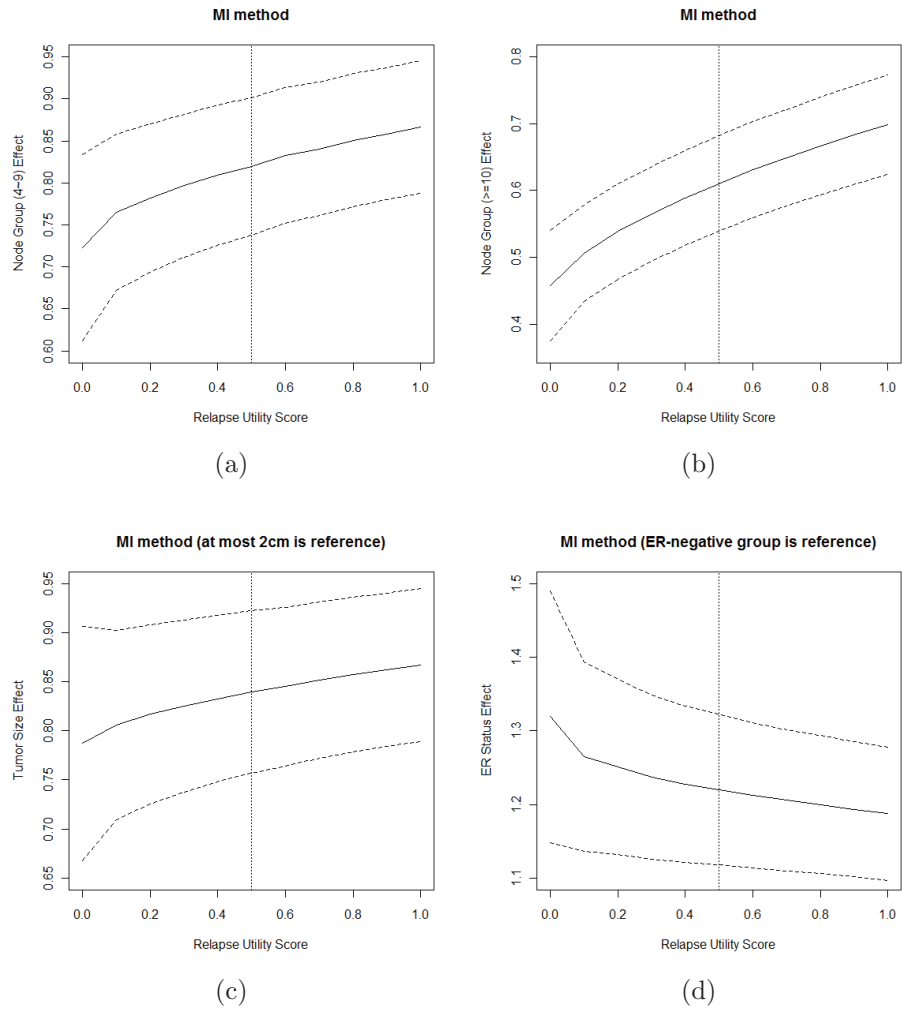 MI method
Node Group (4~9) Effect
0.95
0.90
0.85
0.80
0.75
0.70
0.65
0.60
0.0 0.2 0.4 0.6 0.8 1.0
Relapse Utility Score
(a)
MI method
Node Group (>=10) Effect
0.8
0.7
0.6
0.5
0.4
0.0 0.2 0.4 0.6 0.8 1.0
Relapse Utility Score
(b)
MI method (at most 2cm is reference)
Tumor Size Effect
0.95
0.90
0.85
0.80
0.75
0.70
0.65
0.0 0.2 0.4 0.6 0.8 1.0
Relapse Utility Score
(c)
MI method (ER-negative group is reference)
ER Status Effect
1.5
1.4
1.3
1.2
1.1
0.0 0.2 0.4 0.6 0.8 1.0
Relapse Utility Score
(d)